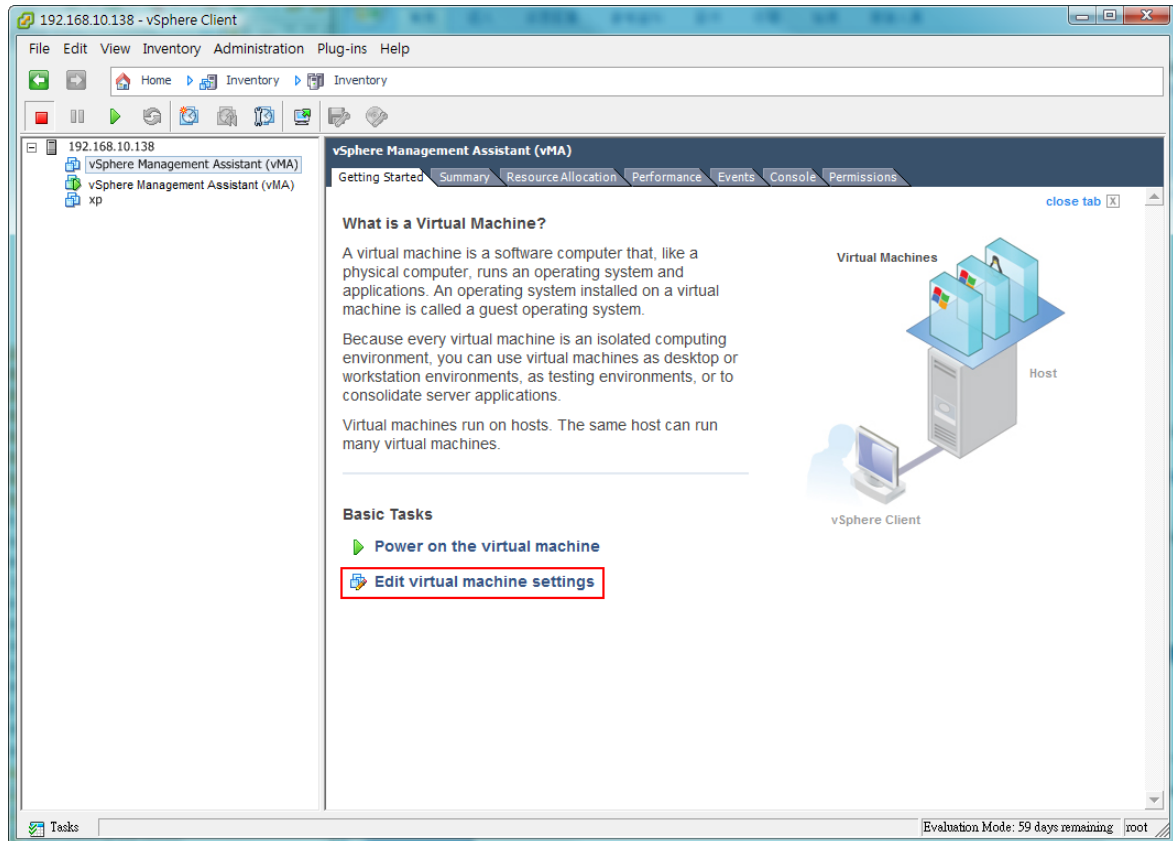 192.168.10.138 - vSphere Client
File Edit View Inventory Administration Plug-ins Help
Home Inventory Inventory
192.168.10.138
vSphere Management Assistant (vMA)
vSphere Management Assistant (vMA)
xp
vSphere Management Assistant (vMA)
Getting Started Summary Resource Allocation Performance Events Console Permissions
close tab X
What is a Virtual Machine?
A virtual machine is a software computer that, like a
physical computer, runs an operating system and
applications. An operating system installed on a virtual
machine is called a guest operating system.
Because every virtual machine is an isolated computing
environment, you can use virtual machines as desktop or
workstation environments, as testing environments, or to
consolidate server applications.
Virtual machines run on hosts. The same host can run
many virtual machines.
Virtual Machines
Host
vSphere Client
Basic Tasks
Power on the virtual machine
Edit virtual machine settings
Tasks
Evaluation Mode: 59 days remaining root